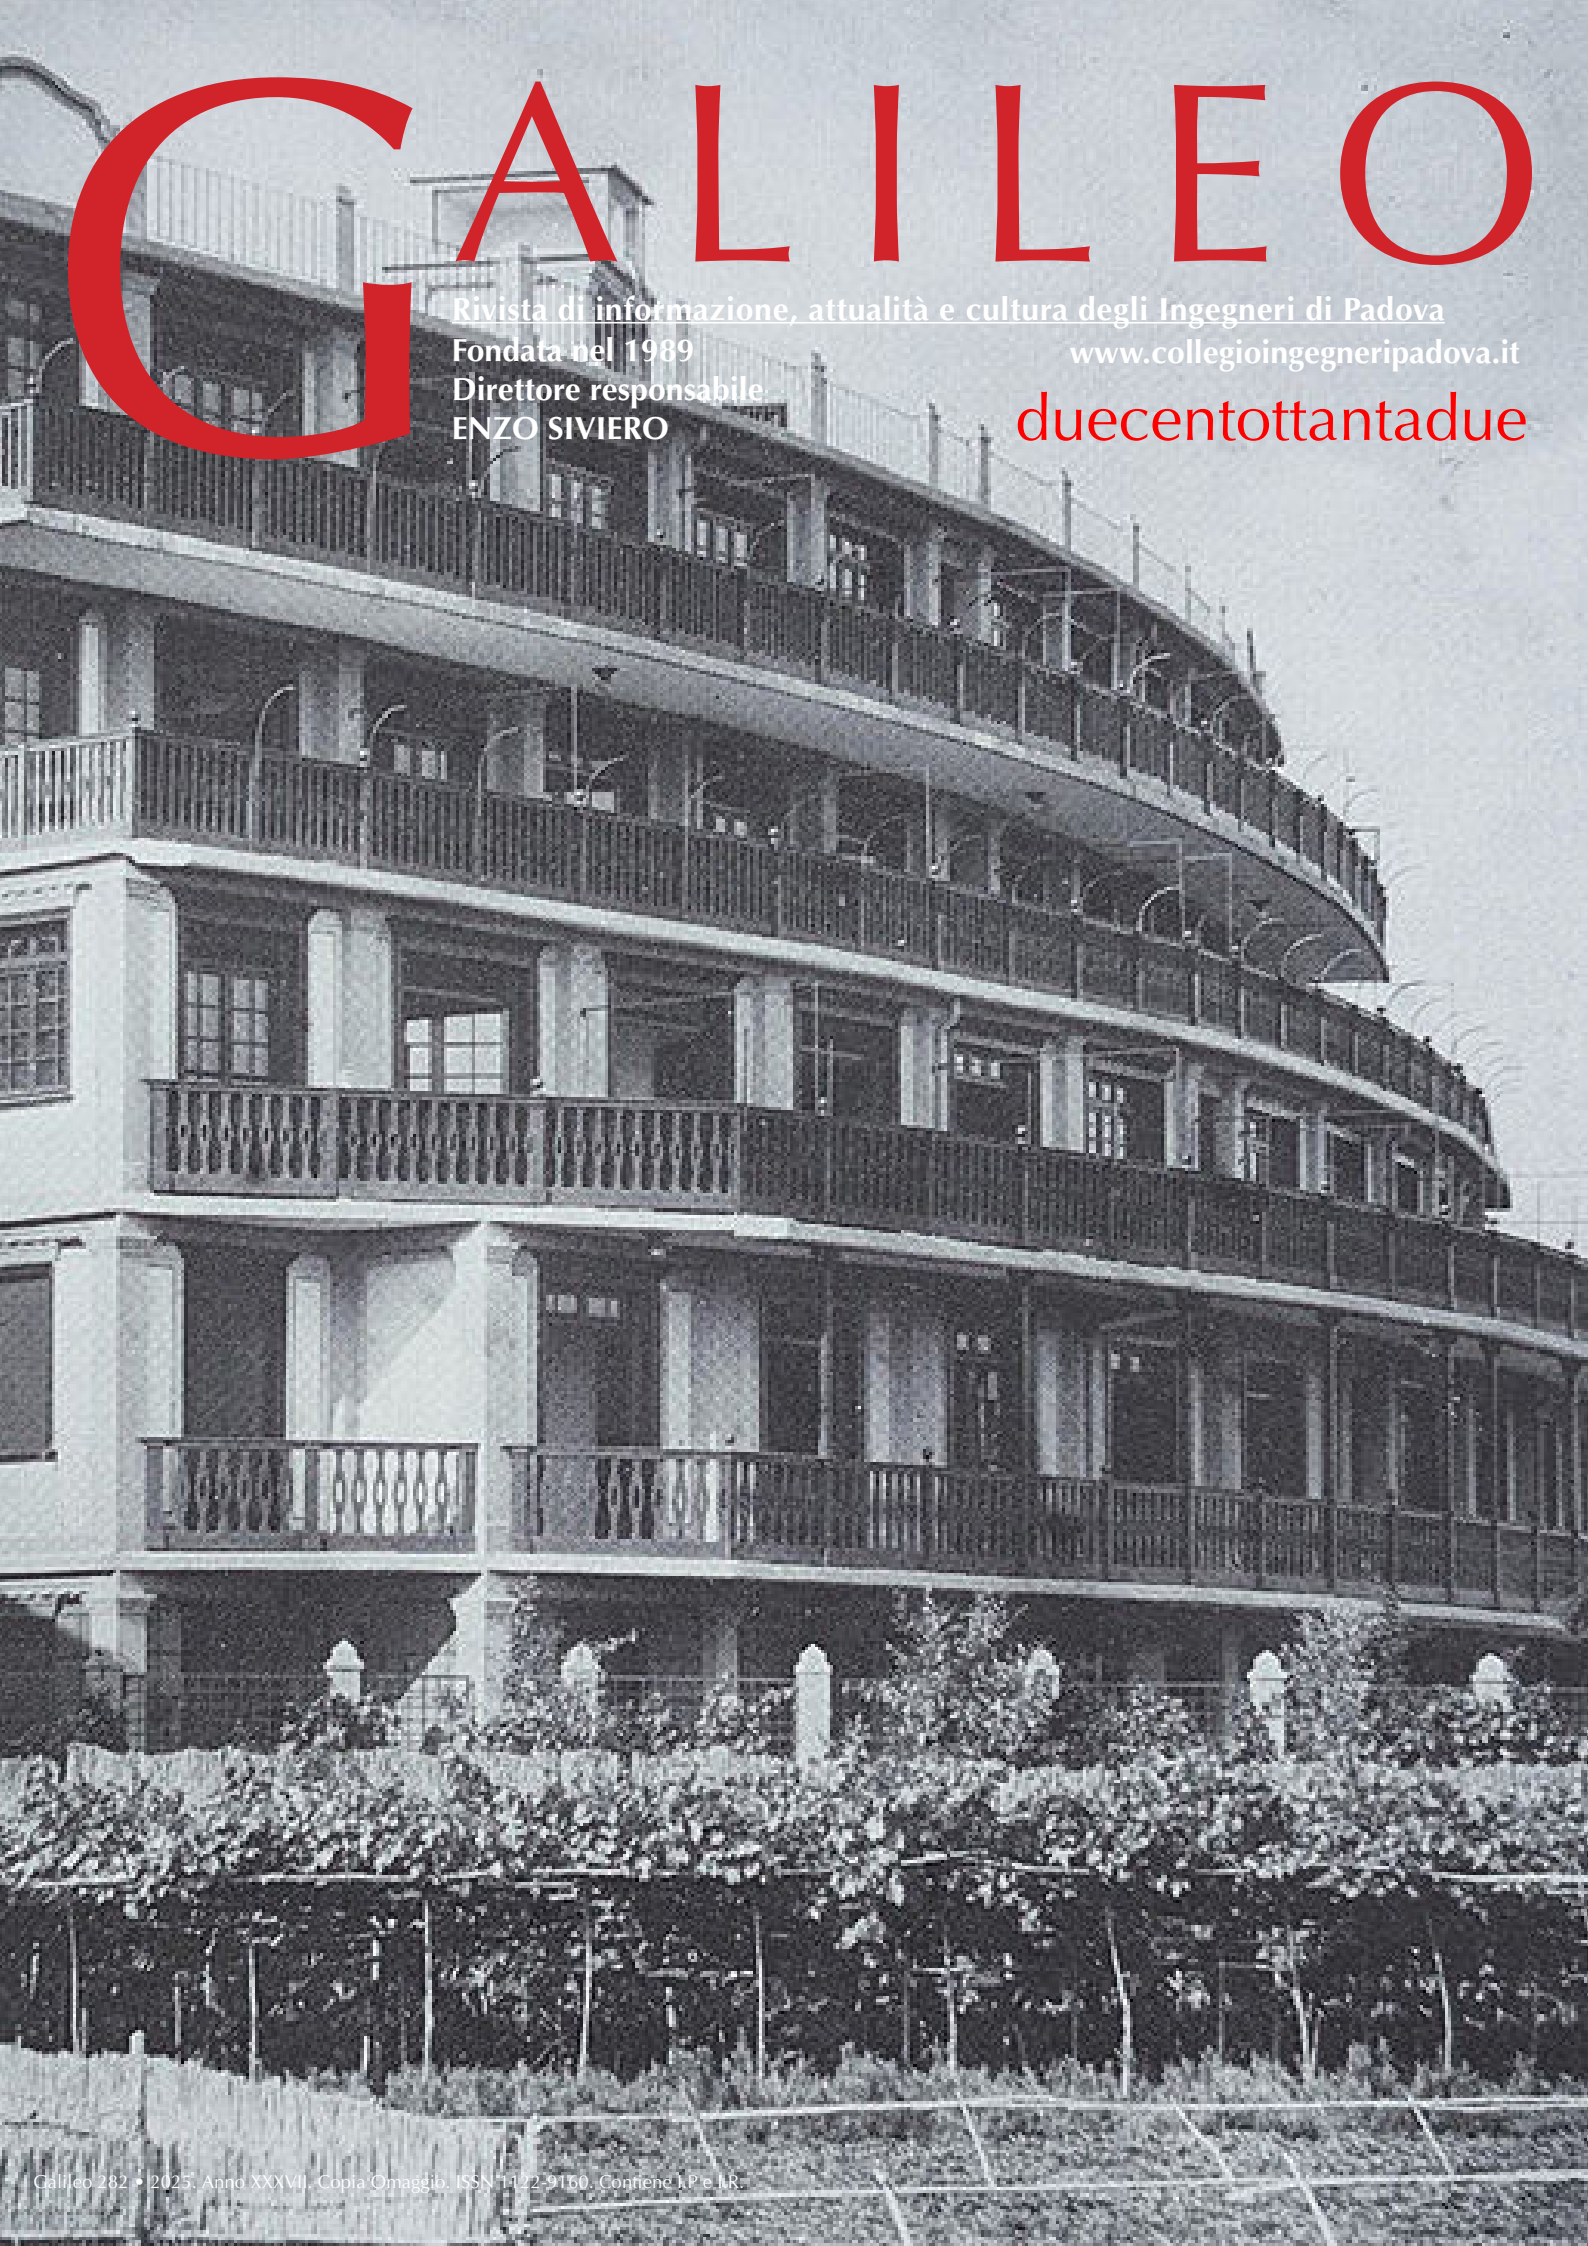 GALILEO
Rivista di informazione, attualità e cultura degli Ingegneri di Padova
Fondata nel 1989
www.collegioingegneripadova.it
Direttore responsabile
ENZO SIVIERO
duecentottantadue
Galileo 282 • 2025. Anno XXXVII. Copia Omaggio. ISSN 1122-9160. Contiene I.P e I.R.